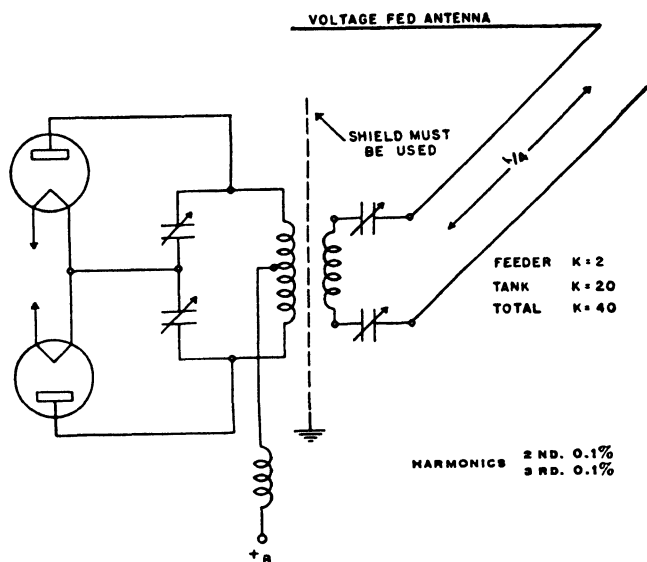 VOLTAGE FED ANTENNA
SHIELD MUST
BE USED
FEEDER K=2
TANK K=20
TOTAL K=40
HARMONICS 2 ND. 0.1%
3 RD. 0.1%
+B